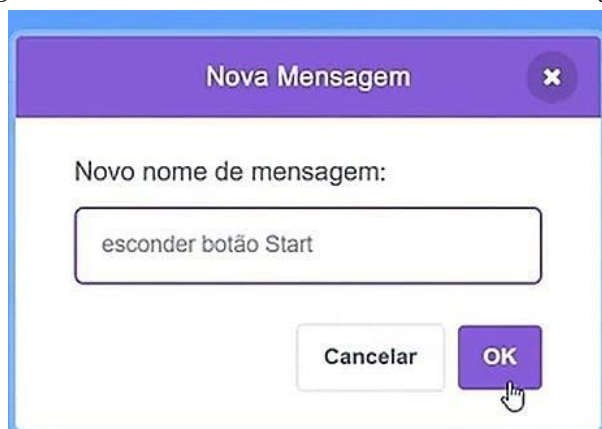 Nova Mensagem
Novo nome de mensagem:
esconder botão Start
Cancelar
OK